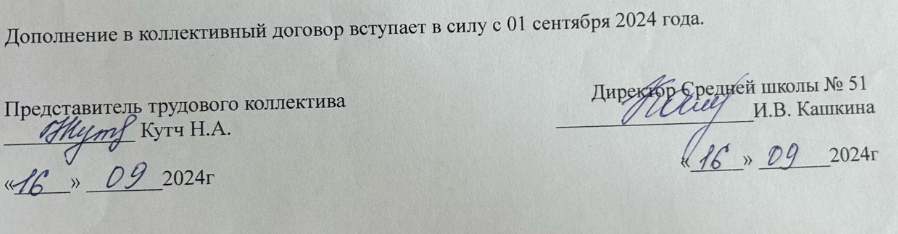 Дополнение в коллективный договор вступает в силу с 01 сентября 2024 года.
Представитель трудового коллектива
Кутч Н.А.
«16» 09 2024г
Директор Средней школы № 51
И.В. Кашкина
«16» 09 2024г